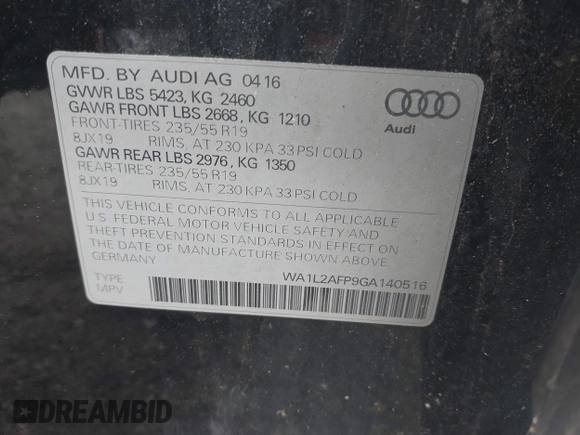 MFD. BY AUDI AG 04 16
GVWR LBS 5423, KG 2460
GAWR FRONT LBS 2668, KG 1210
FRONT-TIRES 235/55 R19
8JX19 RIMS, AT 230 KPA 33 PSI COLD
GAWR REAR LBS 2976, KG 1350
REAR-TIRES 235/55 R19
8JX19 RIMS, AT 230 KPA 33 PSI COLD
Audi
THIS VEHICLE CONFORMS TO ALL APPLICABLE
U.S. FEDERAL MOTOR VEHICLE SAFETY AND
THEFT PREVENTION STANDARDS IN EFFECT ON
THE DATE OF MANUFACTURE SHOWN ABOVE.
GERMANY
WA1L2AFP9GA140516
TYPE
MPV
DREAMBID